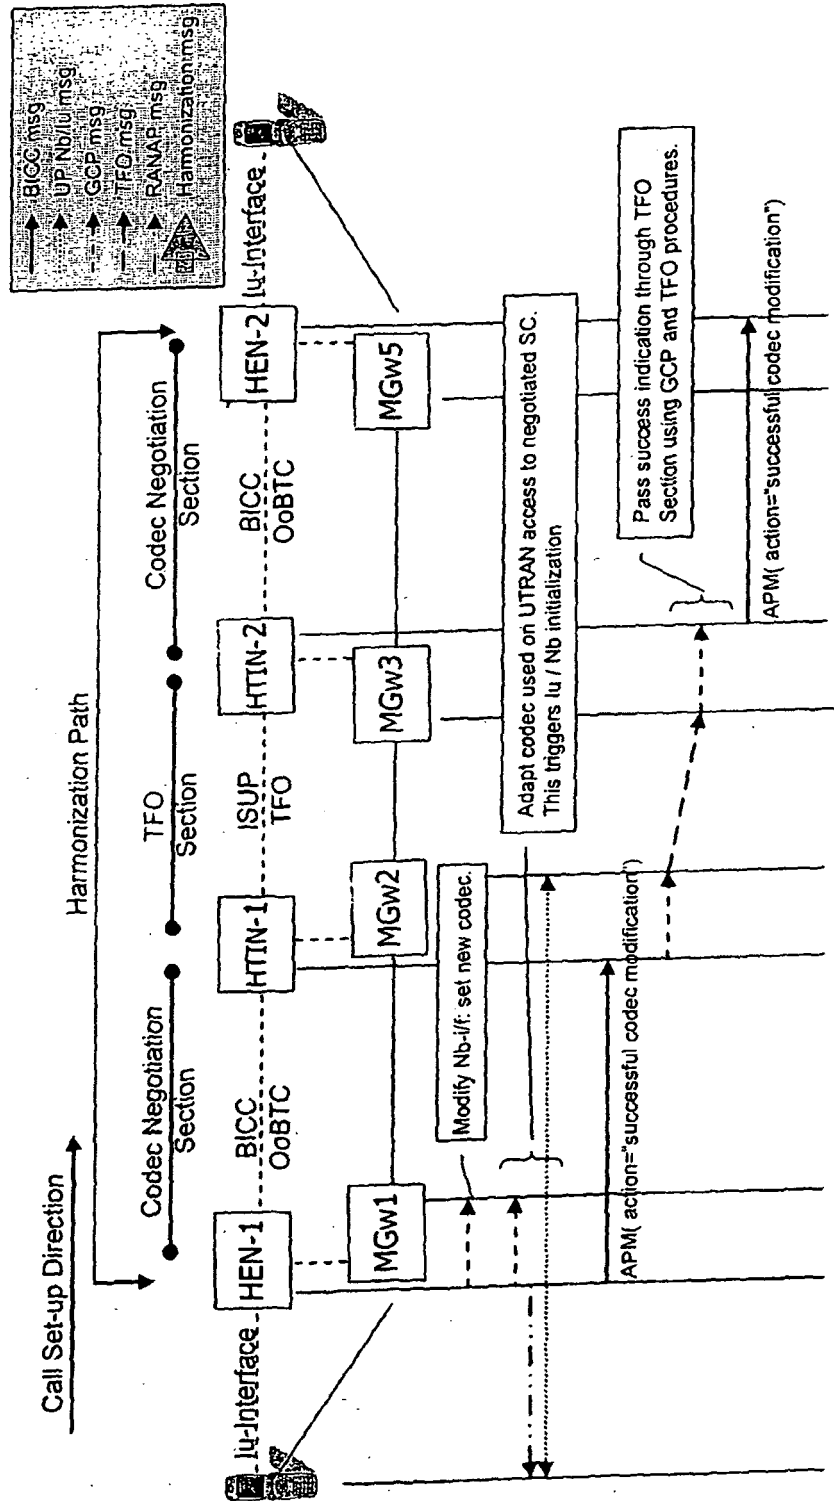 Call Set-up Direction
Harmonization Path
Codec Negotiation
Section
TFO
Section
Codec Negotiation
Section
BICC msg
UP Nb/Iu msg
GCP msg
TFO msg
RANAP msg
Harmonization msg
Iu-Interface
HEN-1
BICC
OoBTC
HTIN-1
ISUP
TFO
HTIN-2
BICC
OoBTC
HEN-2
Iu-Interface
MGw1
MGw2
MGw3
MGw5
Modify Nb-i/f: set new codec.
Adapt codec used on UTRAN access to negotiated SC.
This triggers Iu / Nb initialization
APM( action="successful codec modification")
Pass success indication through TFO
Section using GCP and TFO procedures.
APM( action="successful codec modification")